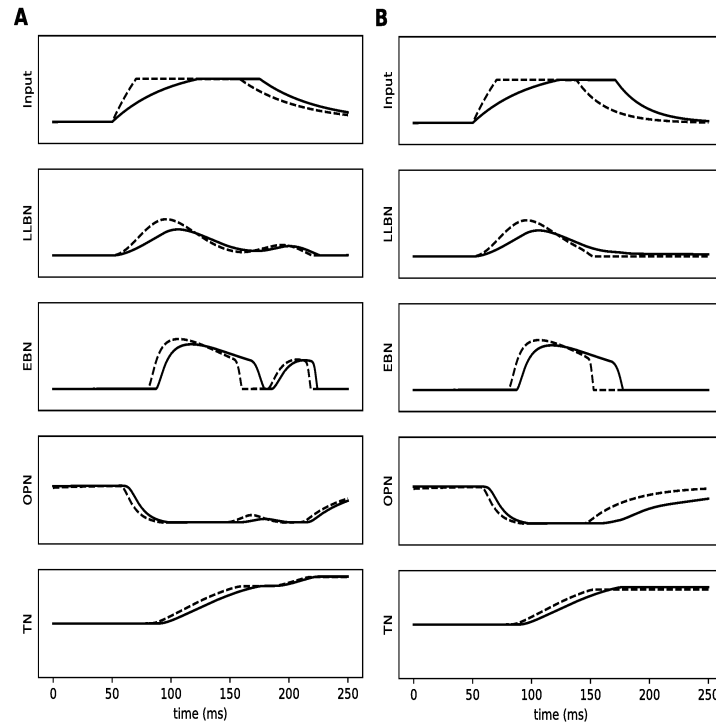 A
B
Input
Input
LLBN
LLBN
EBN
EBN
OPN
OPN
TN
TN
0 50 100 150 200 250
0 50 100 150 200 250
time (ms)
time (ms)